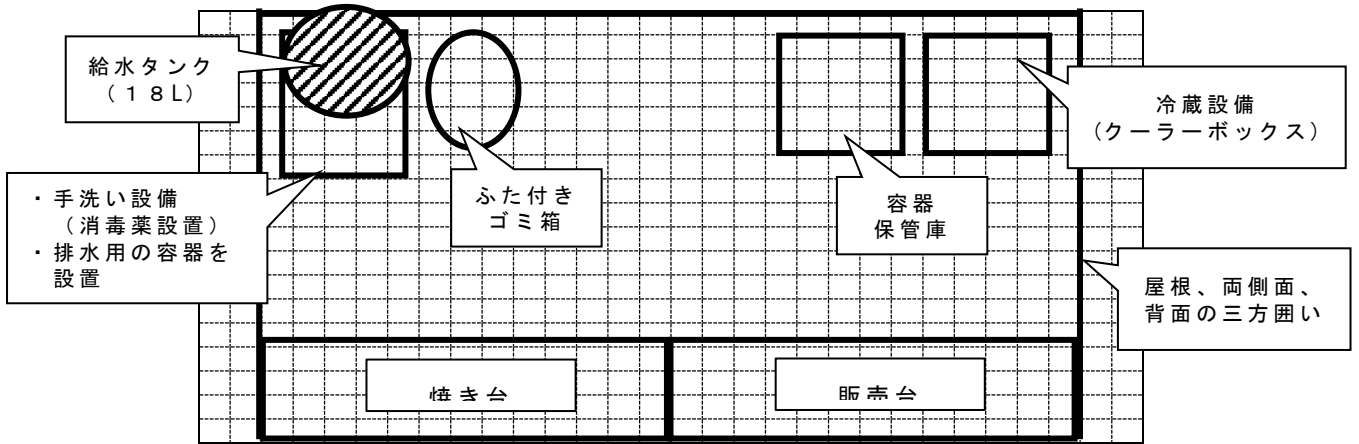 給水タンク
（１８L）
・手洗い設備
（消毒薬設置）
・排水用の容器を
設置
ふた付き
ゴミ箱
容器
保管庫
冷蔵設備
（クーラーボックス）
屋根、両側面、
背面の三方囲い
焼き台
販売台